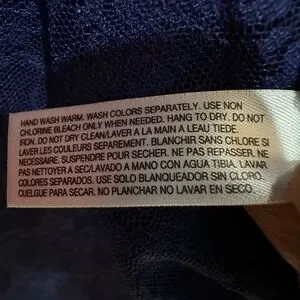 HAND WASH WARM. WASH COLORS SEPARATELY. USE NON
CHLORINE BLEACH ONLY WHEN NEEDED. HANG TO DRY. DO NOT
IRON. DO NOT DRY CLEAN/LAVER A LA MAIN A LEAU TIEDE.
LAVER LES COULEURS SEPAREMENT. BLANCHIR SANS CHLORE SI
NECESSAIRE. SUSPENDRE POUR SECHER. NE PAS REPASSER. NE
PAS NETTOYER A SEC/LAVADO A MANO CON AGUA TIBIA. LAVAR
COLORES SEPARADOS. USE SOLO BLANQUEADOR SIN CLORO.
CUELGUE PARA SECAR. NO PLANCHAR NO LAVAR EN SECO.